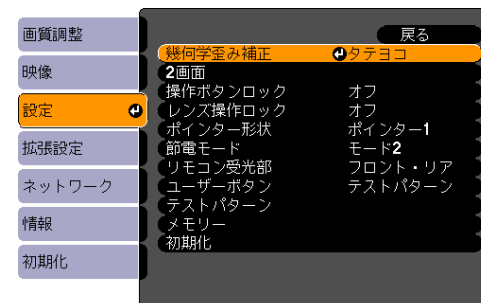 画質調整
映像
設定
拡張設定
ネットワーク
情報
初期化
戻る
幾何学歪み補正 タテヨコ
2画面
操作ボタンロック オフ
レンズ操作ロック オフ
ポインター形状 ポインター1
節電モード モード2
リモコン受光部 フロント・リア
ユーザーボタン テストパターン
テストパターン
メモリー
初期化